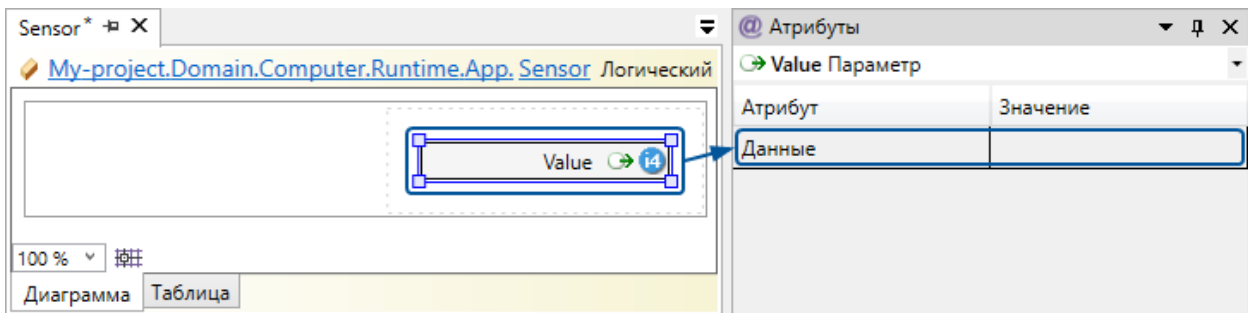 Sensor*
My-project.Domain.Computer.Runtime.App. Sensor Логический
Value i4
100 %
Диаграмма Таблица
@ Атрибуты
Value Параметр
Атрибут Значение
Данные